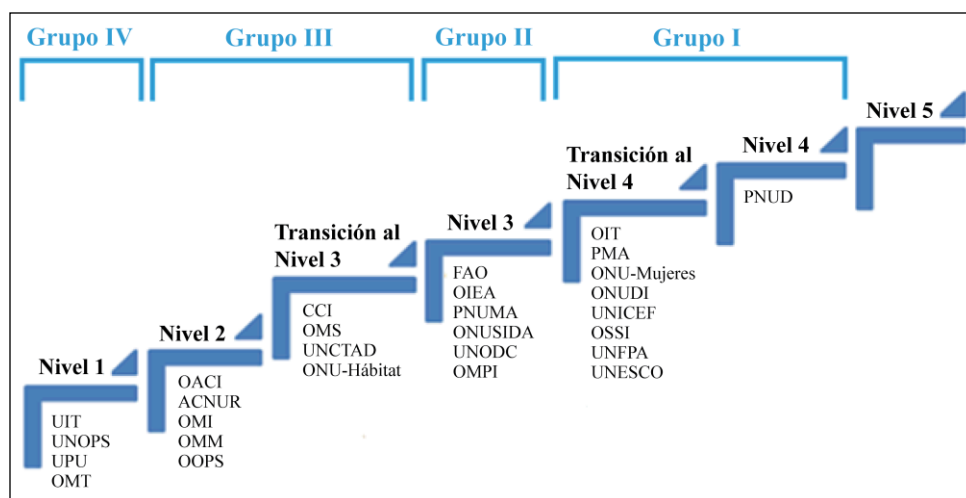 Grupo IV
Grupo III
Grupo II
Grupo I
Nivel 1
UIT
UNOPS
UPU
OMT
Nivel 2
OACI
ACNUR
OMI
OMM
OOPS
Transición al
Nivel 3
CCI
OMS
UNCTAD
ONU-Hábitat
Nivel 3
FAO
OIEA
PNUMA
ONUSIDA
UNODC
OMPI
Transición al
Nivel 4
OIT
PMA
ONU-Mujeres
ONUDI
UNICEF
OSSI
UNFPA
UNESCO
Nivel 4
PNUD
Nivel 5